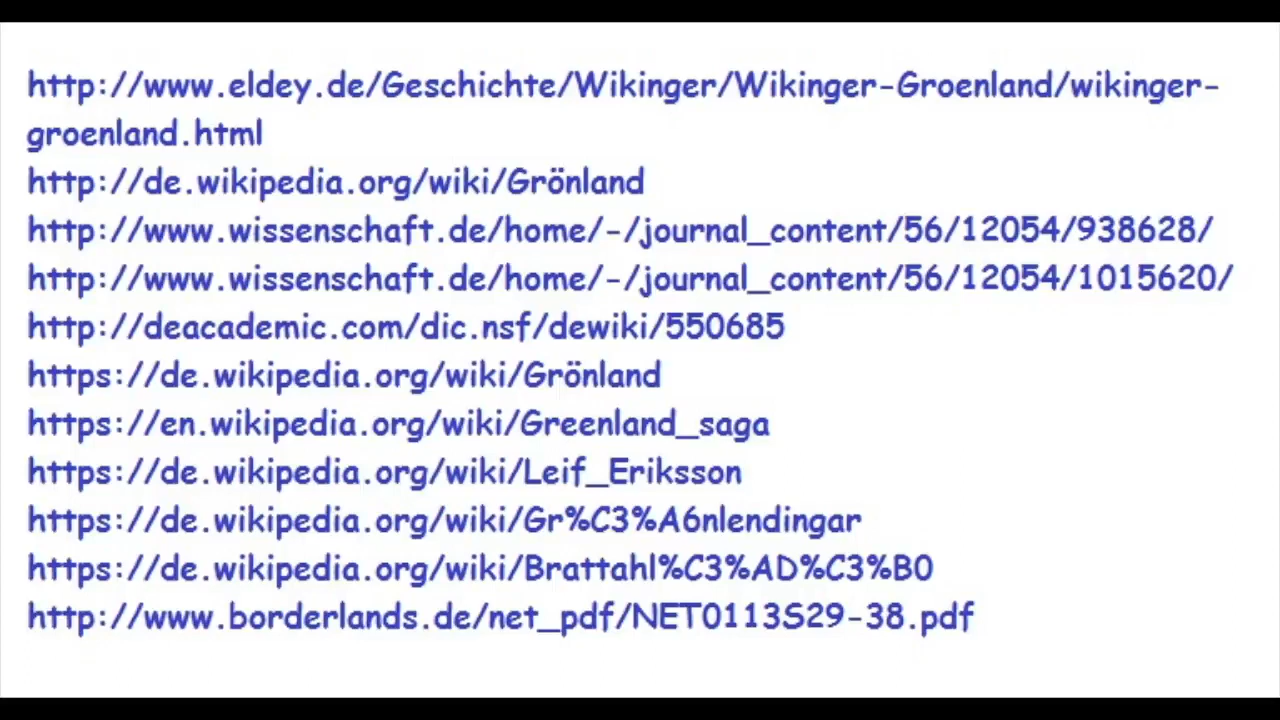 http://www.eldey.de/Geschichte/Wikinger/Wikinger-Groenland/wikinger-
groenland.html
http://de.wikipedia.org/wiki/Grönland
http://www.wissenschaft.de/home/-/journal_content/56/12054/938628/
http://www.wissenschaft.de/home/-/journal_content/56/12054/1015620/
http://deacademic.com/dic.nsf/dewiki/550685
https://de.wikipedia.org/wiki/Grönland
https://en.wikipedia.org/wiki/Greenland_saga
https://de.wikipedia.org/wiki/Leif_Eriksson
https://de.wikipedia.org/wiki/Gr%C3%A6nlendingar
https://de.wikipedia.org/wiki/Brattahl%C3%AD%C3%B0
http://www.borderlands.de/net_pdf/NET0113S29-38.pdf